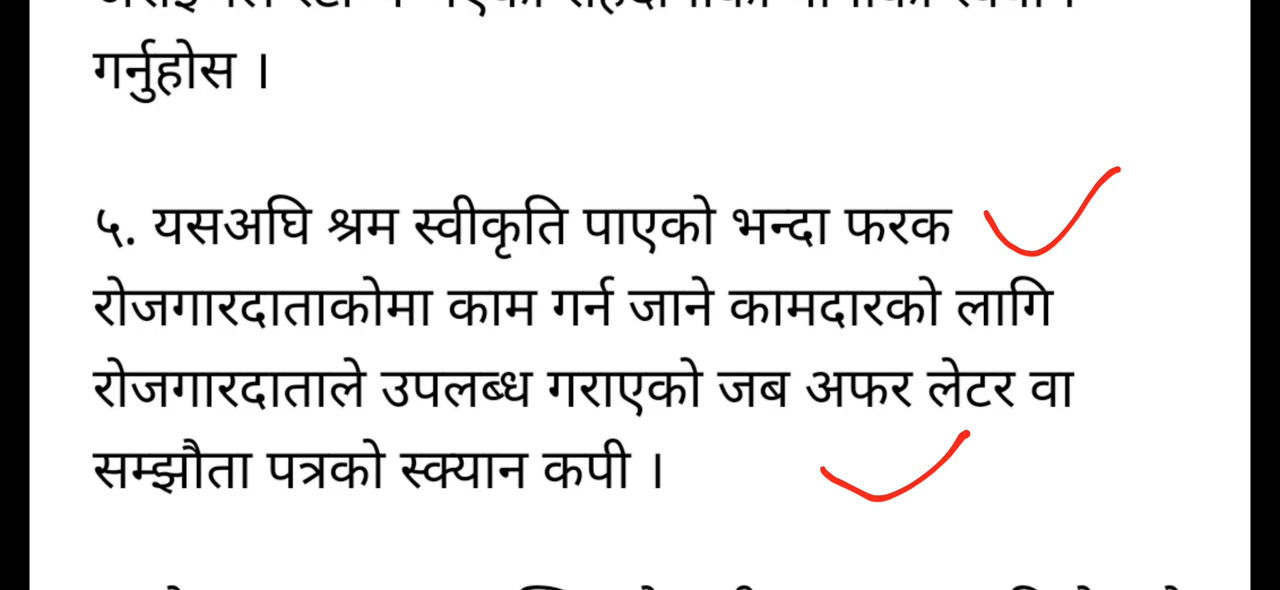 गर्नुहोस ।
५. यसअघि श्रम स्वीकृति पाएको भन्दा फरक
रोजगारदाताकोमा काम गर्न जाने कामदारको लागि
रोजगारदाताले उपलब्ध गराएको जब अफर लेटर वा
सम्झौता पत्रको स्क्यान कपी ।